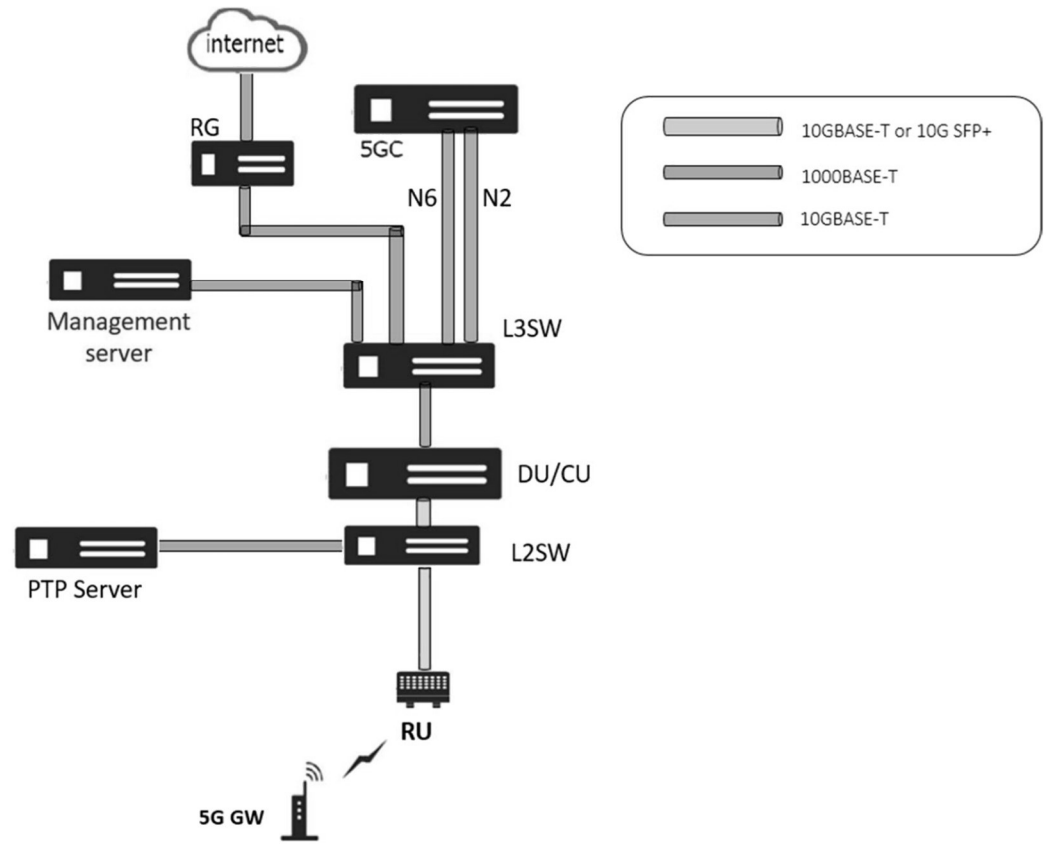 internet
RG
5GC
10GBASE-T or 10G SFP+
1000BASE-T
10GBASE-T
N6
N2
Management
server
L3SW
DU/CU
L2SW
PTP Server
RU
5G GW